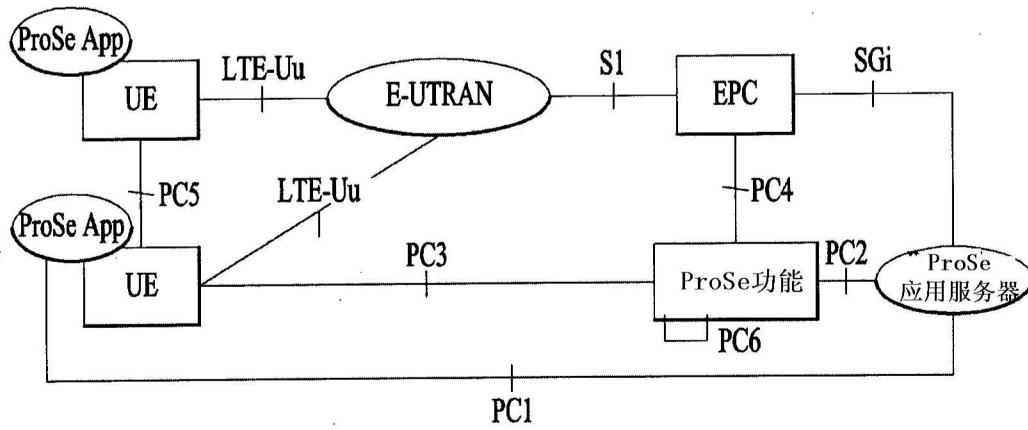 ProSe App
UE
LTE-Uu
E-UTRAN
S1
EPC
SGi
PC5
LTE-Uu
PC4
ProSe App
UE
PC3
ProSe功能
PC2
ProSe
应用服务器
PC6
PC1